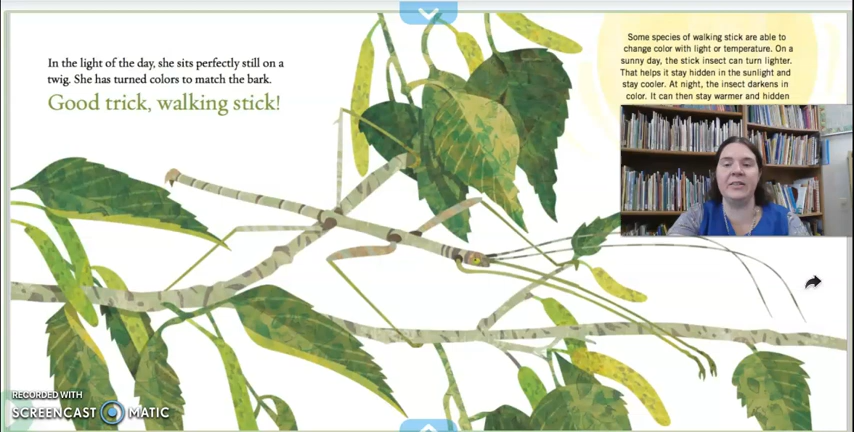 In the light of the day, she sits perfectly still on a
twig. She has turned colors to match the bark.
Good trick, walking stick!
Some species of walking stick are able to
change color with light or temperature. On a
sunny day, the stick insect can turn lighter.
That helps it stay hidden in the sunlight and
stay cooler. At night, the insect darkens in
color. It can then stay warmer and hidden
RECORDED WITH
SCREENCAST MATIC